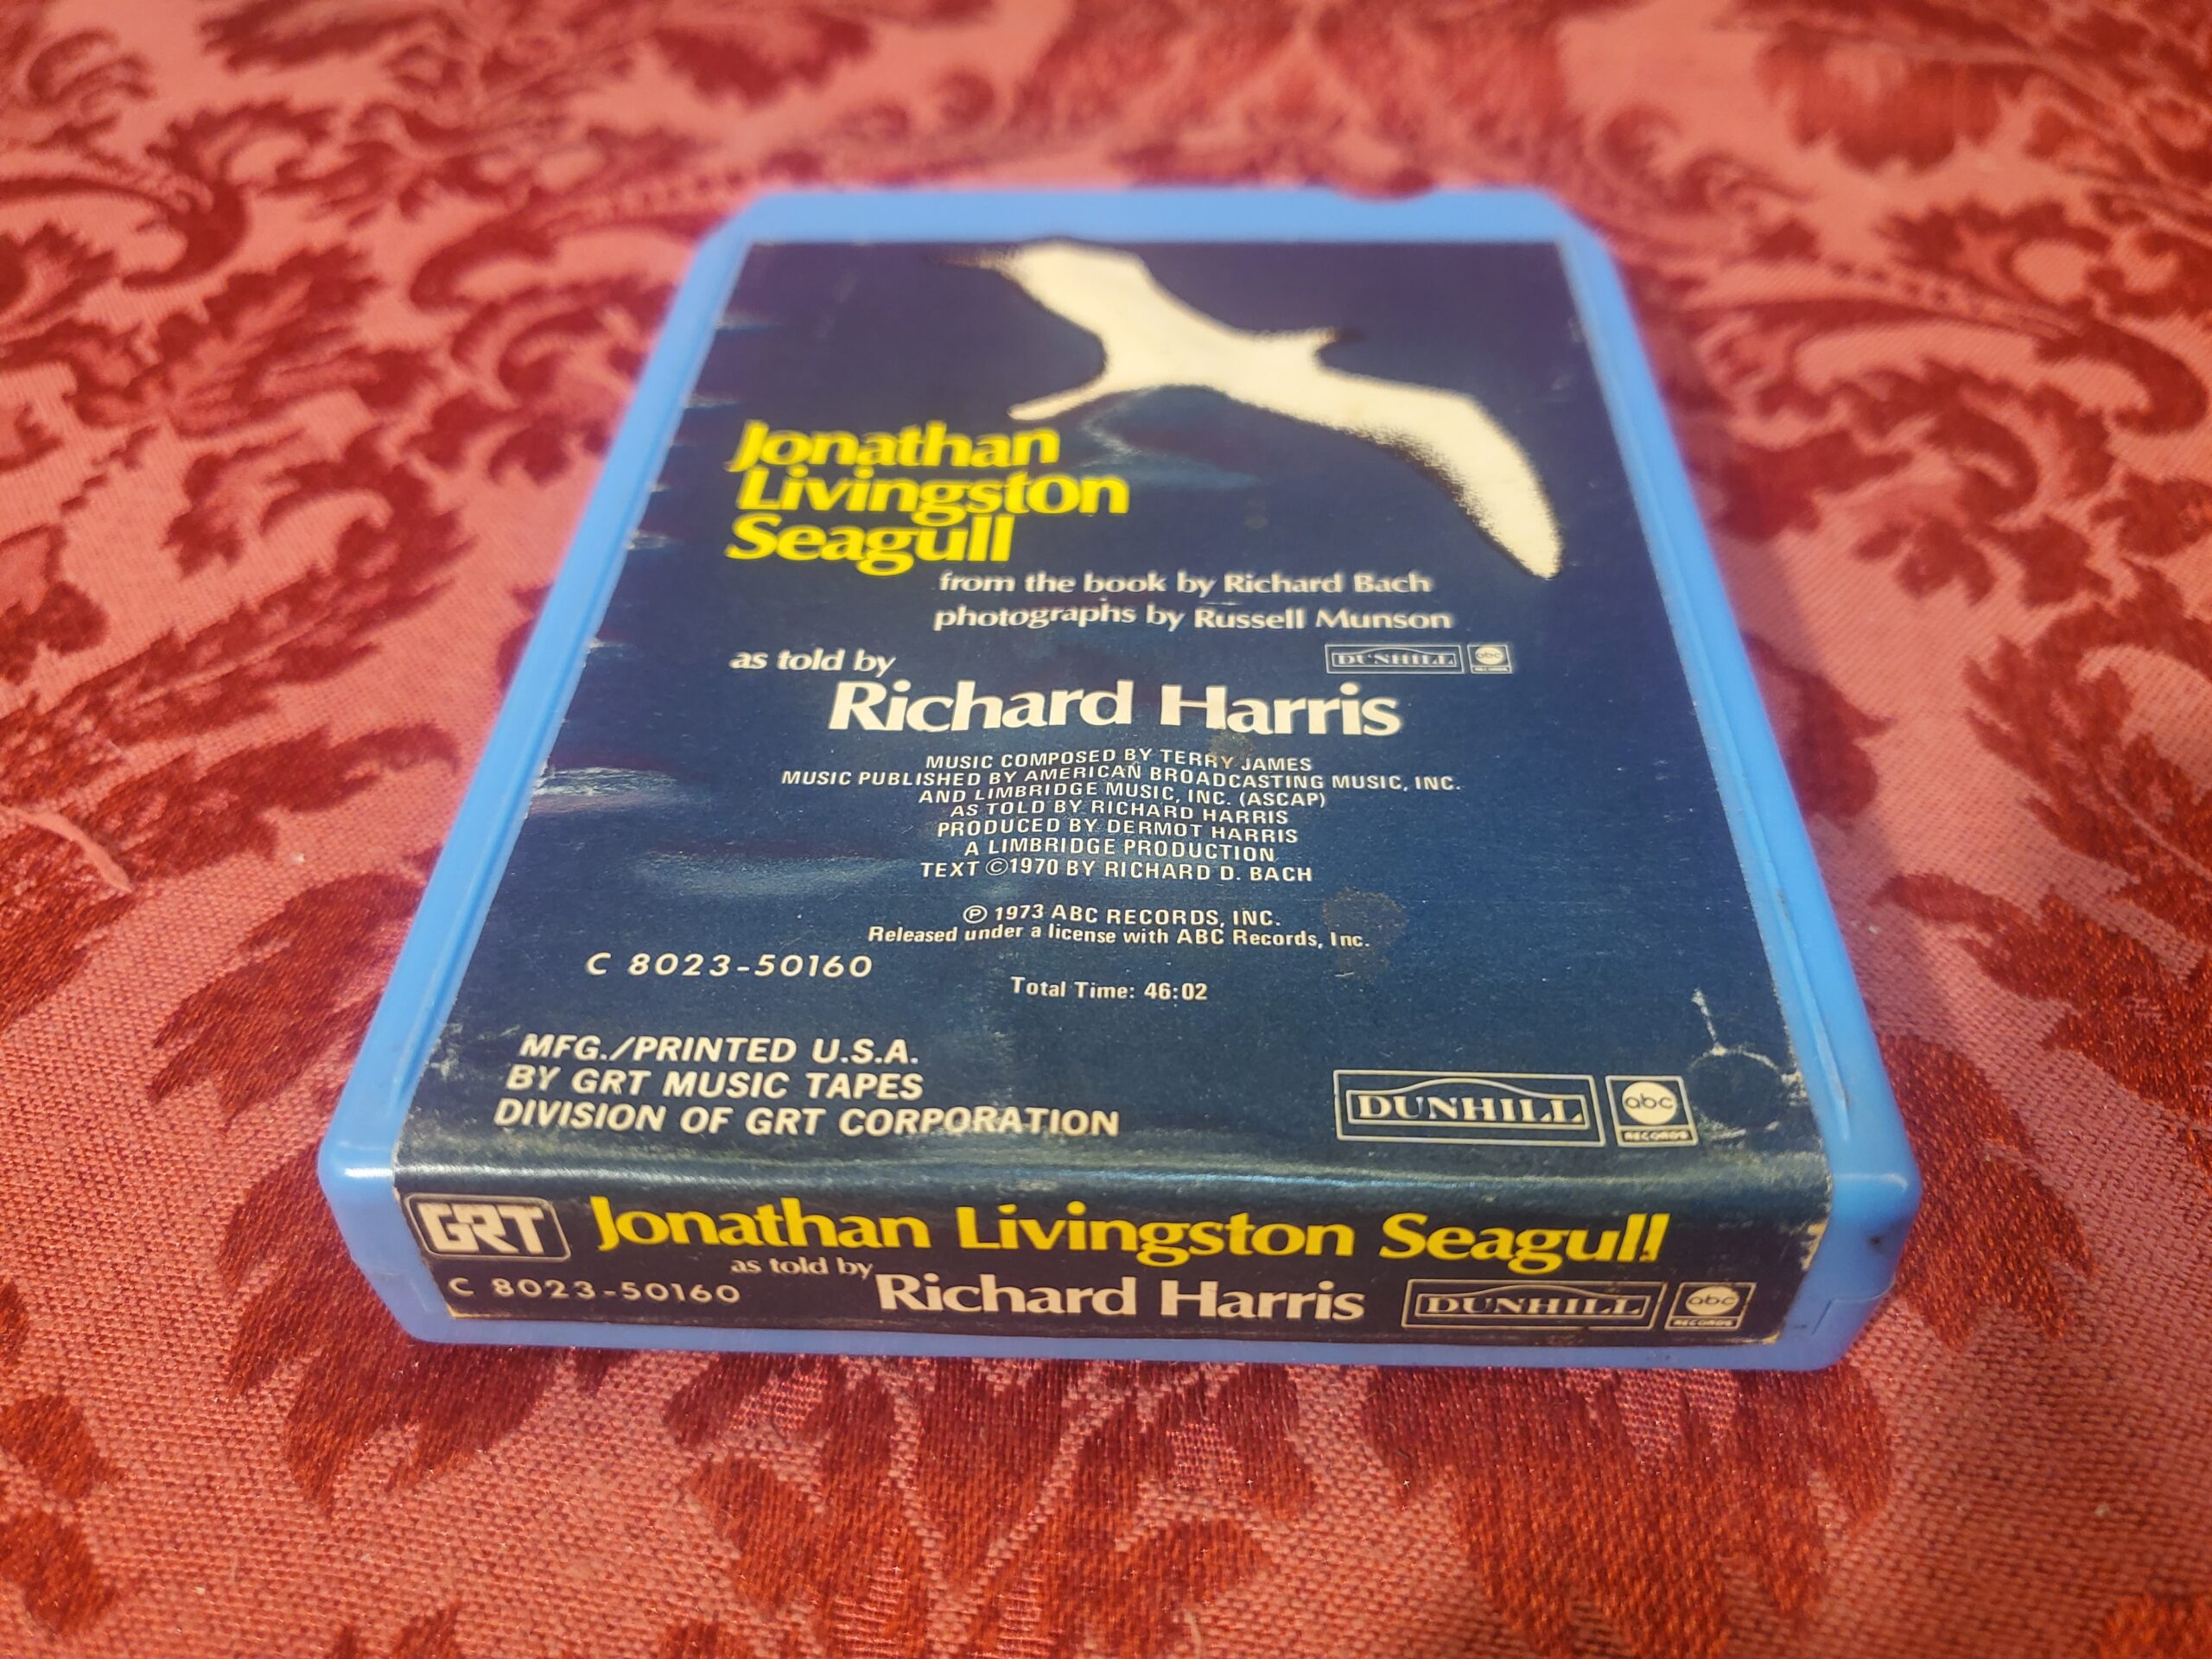 Jonathan
Livingston
Seagull
from the book by Richard Bach
photographs by Russell Munson
as told by
DUNHILL abc RECORDS
Richard Harris
MUSIC COMPOSED BY TERRY JAMES
MUSIC PUBLISHED BY AMERICAN BROADCASTING MUSIC, INC.
AND LIMBRIDGE MUSIC, INC. (ASCAP)
AS TOLD BY RICHARD HARRIS
PRODUCED BY DERMOT HARRIS
A LIMBRIDGE PRODUCTION
TEXT ©1970 BY RICHARD D. BACH
℗ 1973 ABC RECORDS, INC.
Released under a license with ABC Records, Inc.
C 8023-50160
Total Time: 46:02
MFG./PRINTED U.S.A.
BY GRT MUSIC TAPES
DIVISION OF GRT CORPORATION
DUNHILL abc RECORDS
GRT Jonathan Livingston Seagull
as told by
C 8023-50160 Richard Harris DUNHILL abc RECORDS